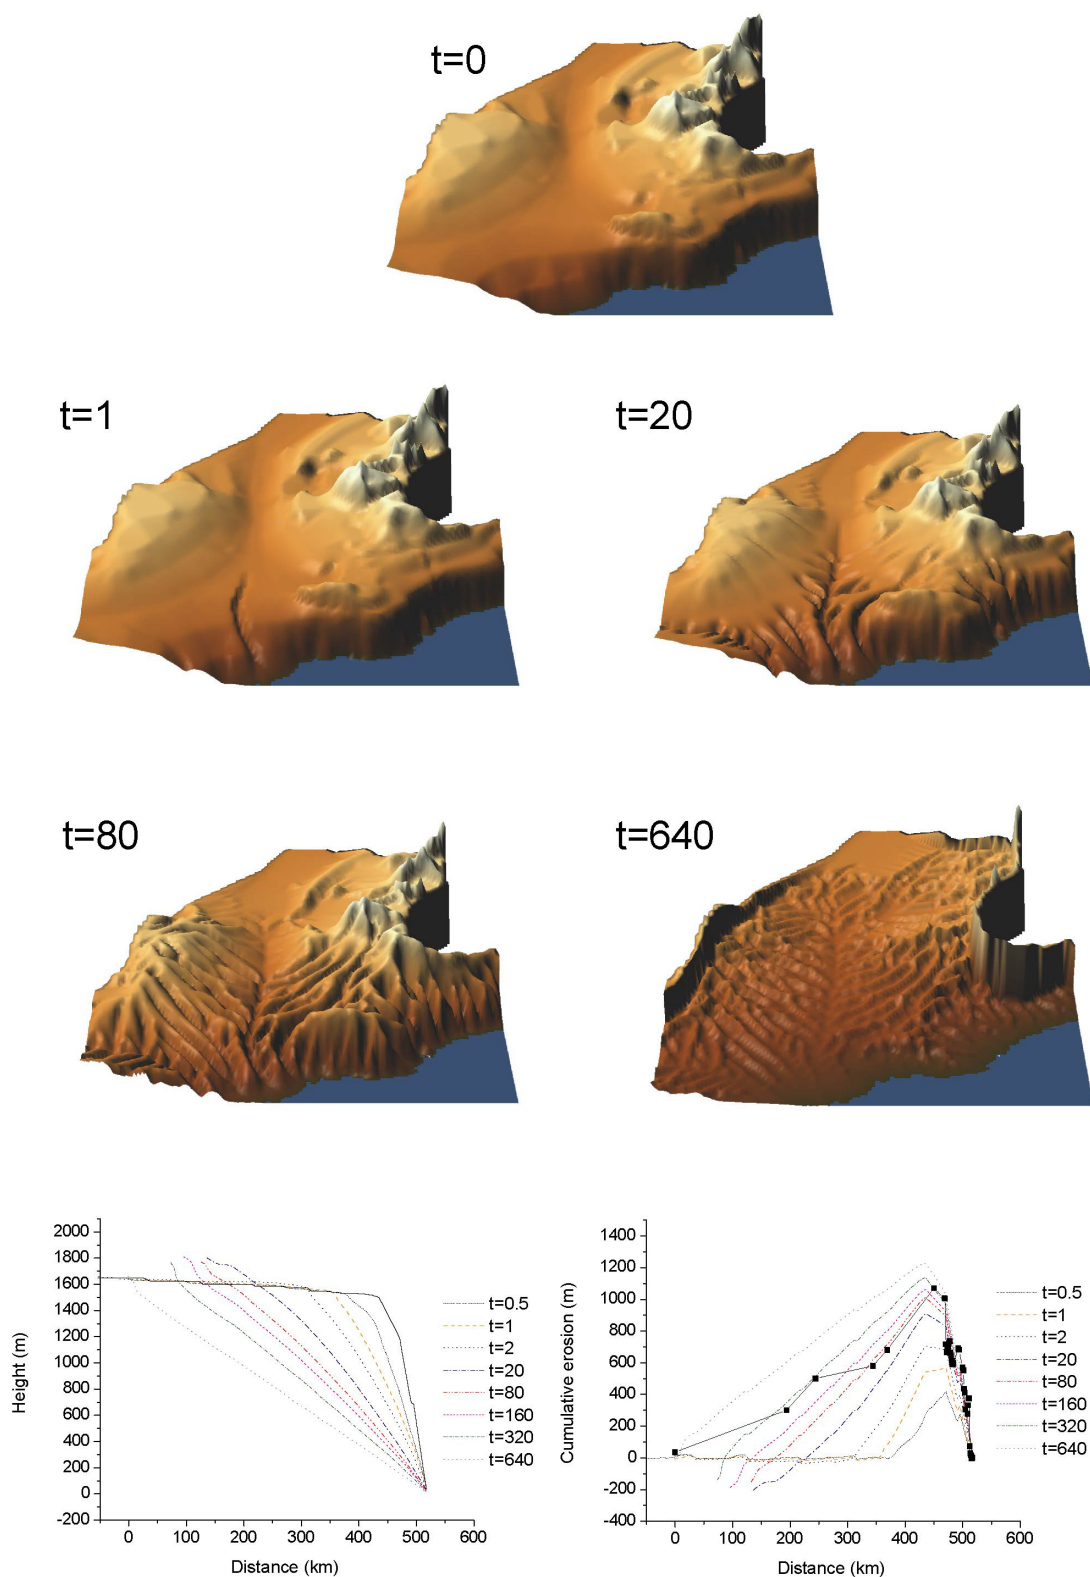 t=0
t=1
t=20
t=80
t=640
2000
1800
1600
1400
1200
1000
800
600
400
200
0
-200
Height (m)
0 100 200 300 400 500 600
Distance (km)
t=0.5
t=1
t=2
t=20
t=80
t=160
t=320
t=640
1400
1200
1000
800
600
400
200
0
-200
-400
Cumulative erosion (m)
0 100 200 300 400 500 600
Distance (km)
t=0.5
t=1
t=2
t=20
t=80
t=160
t=320
t=640